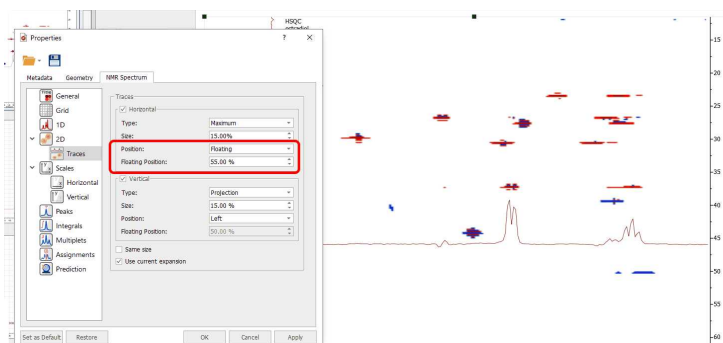 HSQC
estradiol
Properties
? ×
Metadata Geometry NMR Spectrum
General
Grid
1D
2D
Traces
Scales
Horizontal
Vertical
Peaks
Integrals
Multiplets
Assignments
Prediction
Traces
Horizontal
Type: Maximum
Size: 15.00%
Position: Floating
Floating Position: 55.00 %
Vertical
Type: Projection
Size: 15.00 %
Position: Left
Floating Position: 50.00 %
Same size
Use current expansion
Set as Default Restore OK Cancel Apply
-15
-20
-25
-30
-35
-40
-45
-50
-55
-60